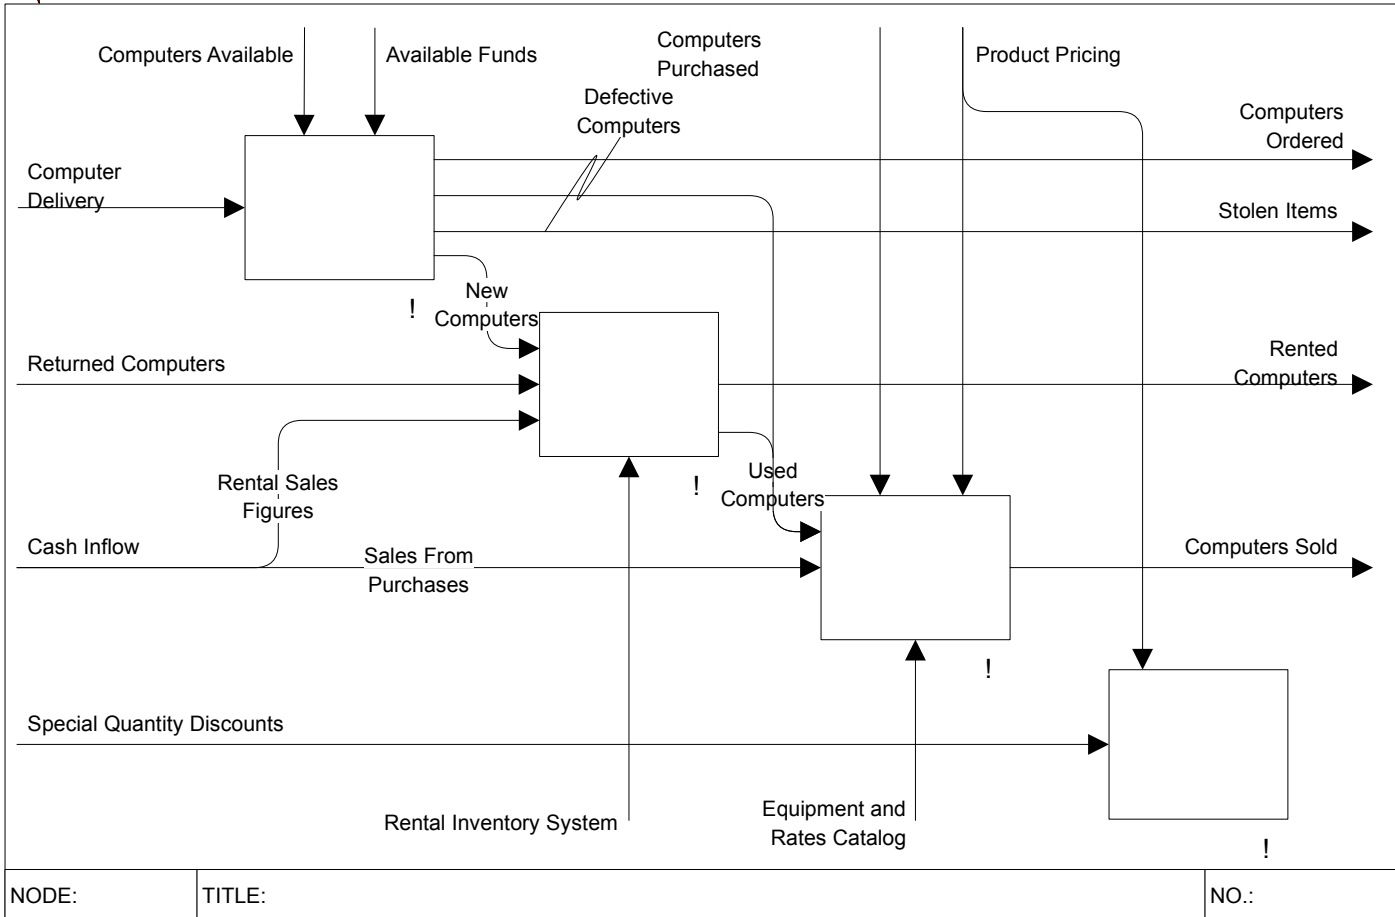 Computers Available
Available Funds
Computers
Purchased
Product Pricing
Defective
Computers
Computers
Ordered
Computer
Delivery
Stolen Items
New
Computers
!
Returned Computers
Rented
Computers
Rental Sales
Figures
!
Used
Computers
Cash Inflow
Sales From
Purchases
Computers Sold
!
Special Quantity Discounts
Rental Inventory System
Equipment and
Rates Catalog
!
NODE:
TITLE:
NO.: